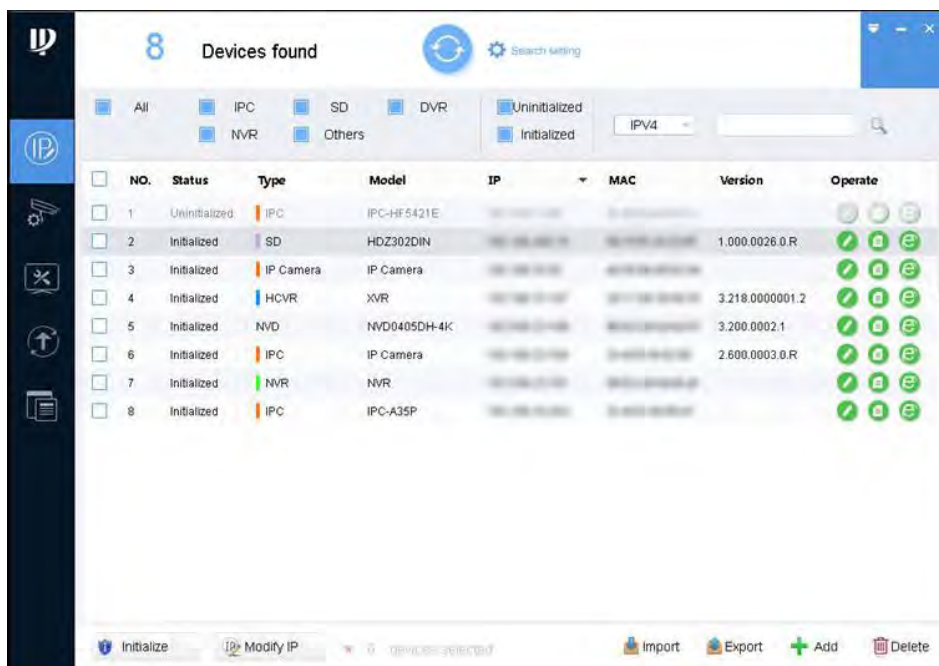 8 Devices found Search setting
All IPC SD DVR Uninitialized
NVR Others Initialized IPV4
NO. Status Type Model IP MAC Version Operate
1 Uninitialized IPC IPC-HF5421E
2 Initialized SD HDZ302DIN 1.000.0026.0.R
3 Initialized IP Camera IP Camera
4 Initialized HCVR XVR 3.218.0000001.2
5 Initialized NVD NVD0405DH-4K 3.200.0002.1
6 Initialized IPC IP Camera 2.600.0003.0.R
7 Initialized NVR NVR
8 Initialized IPC IPC-A35P
Initialize Modify IP devices selected Import Export Add Delete